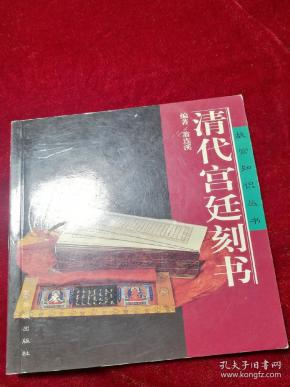 清代宫廷刻书
故宫知识丛书
编著／翁连溪
出版社
孔夫子旧书网